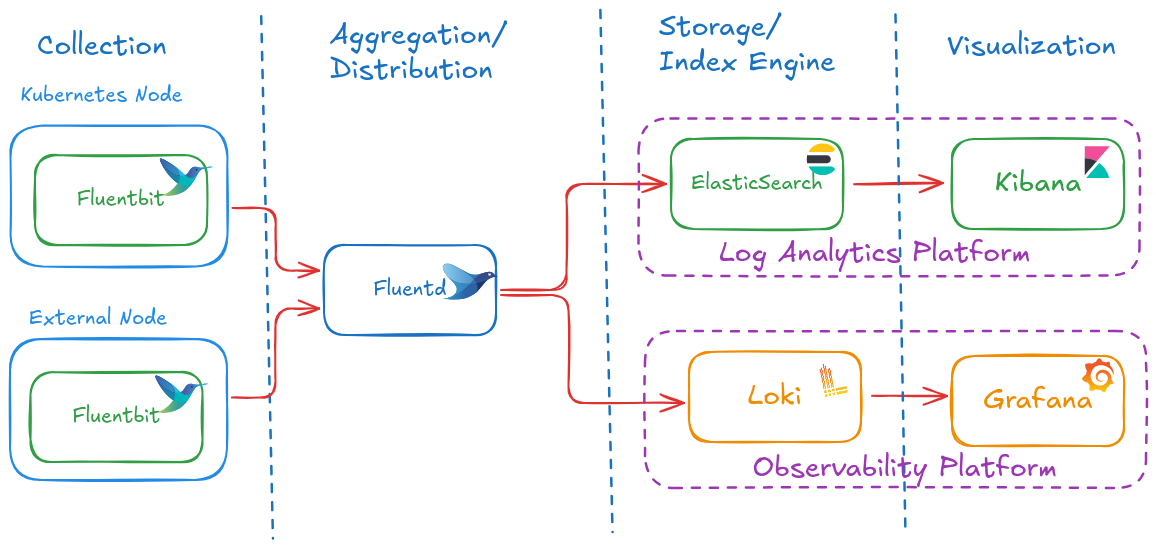 Collection
Aggregation/
Distribution
Storage/
Index Engine
Visualization
Kubernetes Node
Fluentbit
External Node
Fluentbit
Fluentd
ElasticSearch
Kibana
Log Analytics Platform
Loki
Grafana
Observability Platform